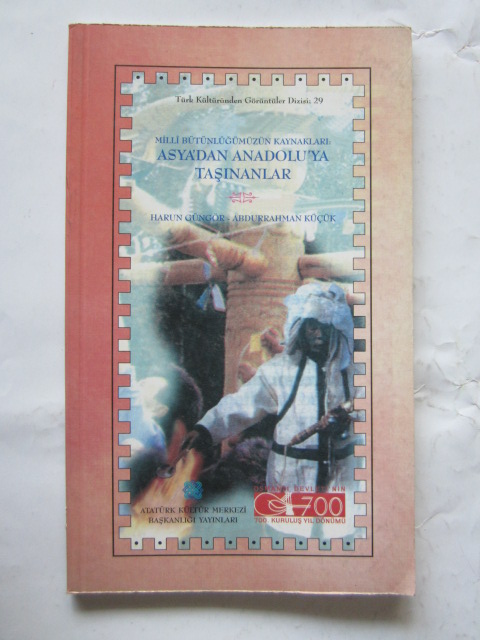 Türk Kültüründen Görüntüler Dizisi: 29
MİLLİ BÜTÜNLÜĞÜMÜZÜN KAYNAKLARI:
ASYA'DAN ANADOLU'YA
TAŞINANLAR
HARUN GÜNGÖR - ABDURRAHMAN KÜÇÜK
ATATÜRK KÜLTÜR MERKEZİ
BAŞKANLIĞI YAYINLARI
700
700. KURULUŞ YIL DÖNÜMÜ